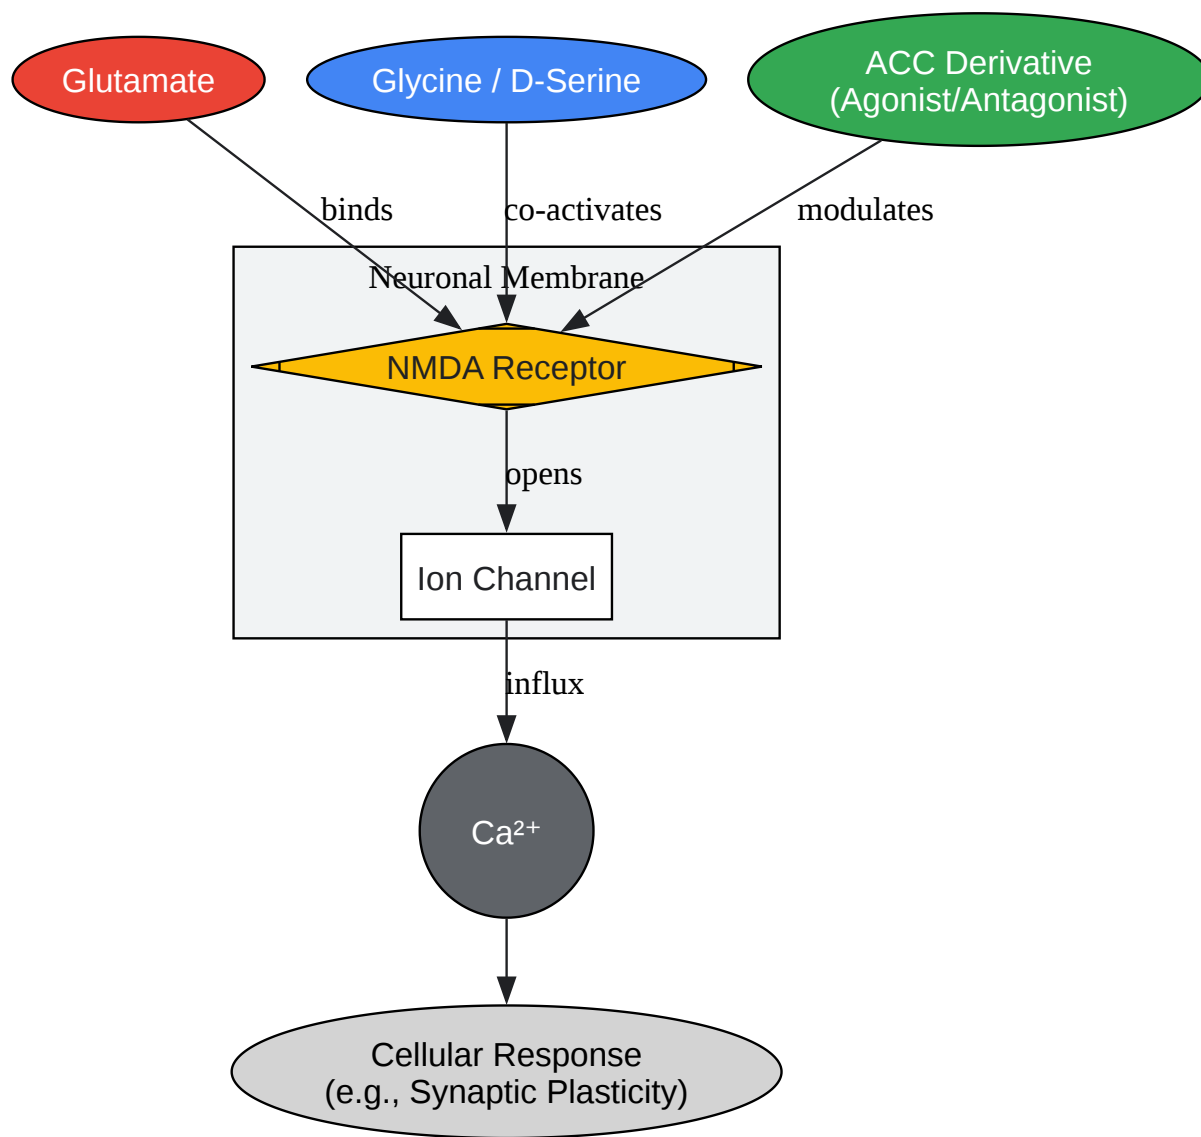 Glutamate
Glycine / D-Serine
ACC Derivative
(Agonist/Antagonist)
binds
co-activates
modulates
Neuronal Membrane
NMDA Receptor
opens
Ion Channel
influx
Ca²⁺
Cellular Response
(e.g., Synaptic Plasticity)